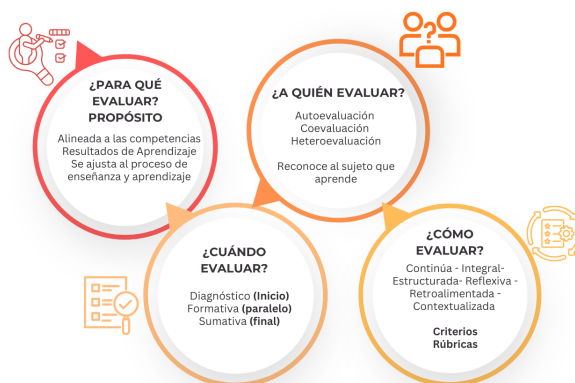 ¿PARA QUÉ
EVALUAR?
PROPÓSITO
Alineada a las competencias
Resultados de Aprendizaje
Se ajusta al proceso de
enseñanza y aprendizaje
¿A QUIÉN EVALUAR?
Autoevaluación
Coevaluación
Heteroevaluación
Reconoce al sujeto que
aprende
¿CUÁNDO
EVALUAR?
Diagnóstico (Inicio)
Formativa (paralelo)
Sumativa (final)
¿CÓMO
EVALUAR?
Continúa - Integral-
Estructurada- Reflexiva -
Retroalimentada -
Contextualizada
Criterios
Rúbricas